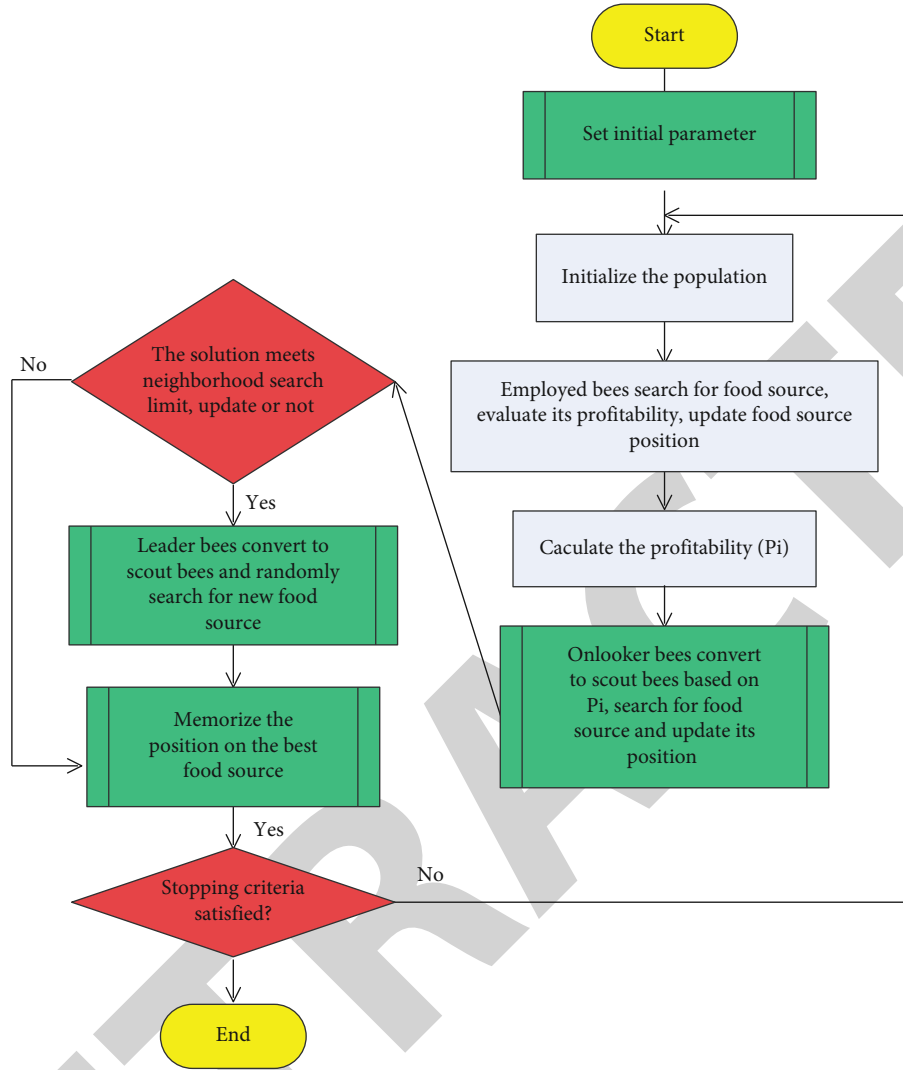 Start
Set initial parameter
Initialize the population
Employed bees search for food source,
evaluate its profitability, update food source
position
Caculate the profitability (Pi)
Onlooker bees convert
to scout bees based on
Pi, search for food
source and update its
position
The solution meets
neighborhood search
limit, update or not
No
Yes
Leader bees convert to
scout bees and randomly
search for new food
source
Memorize the
position on the best
food source
Yes
Stopping criteria
satisfied?
No
End
TRACTE